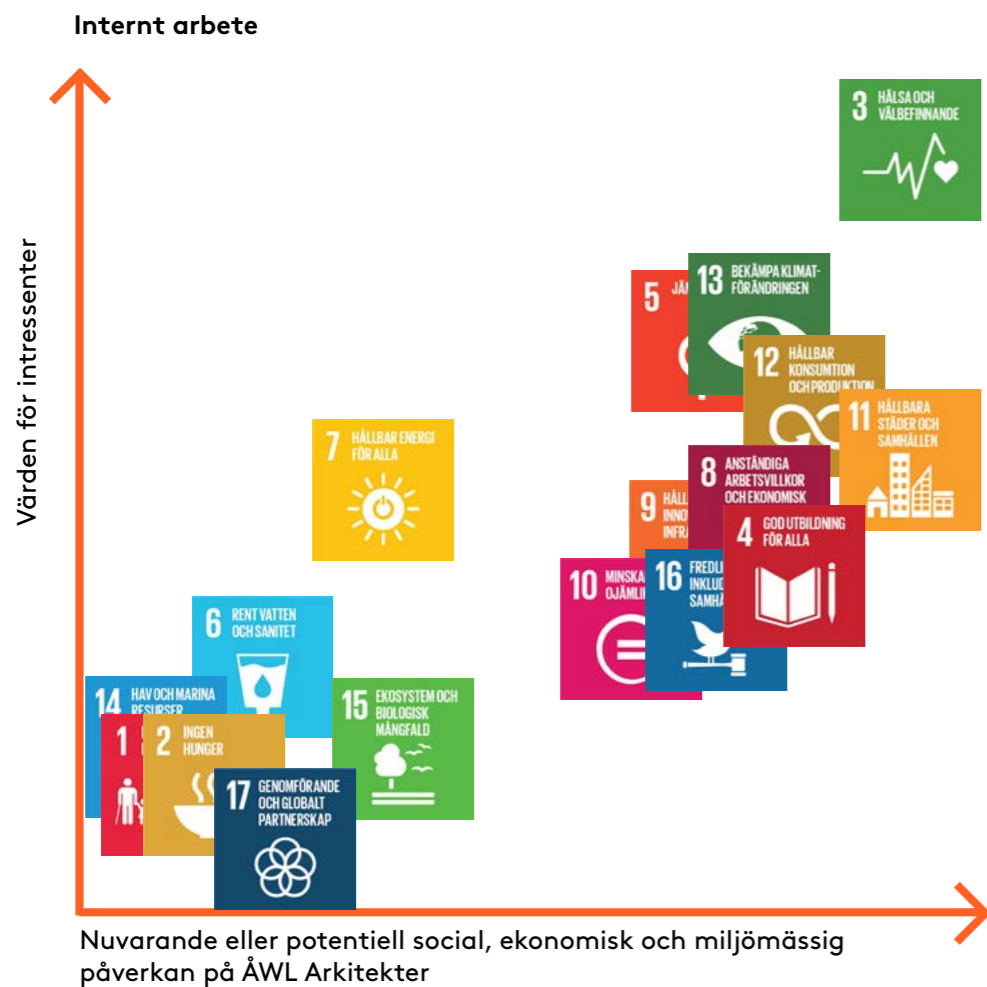 Internt arbete
Värden för intressenter
3 HÄLSA OCH
VÄLBEFINNANDE
5
13 BEKÄMPA KLIMAT-
FÖRÄNDRINGEN
12 HÅLLBAR
KONSUMTION
OCH PRODUKTION
11 HÅLLBARA
STÄDER OCH
SAMHÄLLEN
7 HÅLLBAR ENERGI
FÖR ALLA
8 ANSTÄNDIGA
ARBETSVILLKOR
OCH EKONOMISK
9
4 GOD UTBILDNING
FÖR ALLA
10
16
6 RENT VATTEN
OCH SANITET
14 HAV OCH MARINA
RESURSER
15 EKOSYSTEM OCH
BIOLOGISK
MÅNGFALD
1
2 INGEN
HUNGER
17 GENOMFÖRANDE
OCH GLOBALT
PARTNERSKAP
Nuvarande eller potentiell social, ekonomisk och miljömässig
påverkan på ÅWL Arkitekter